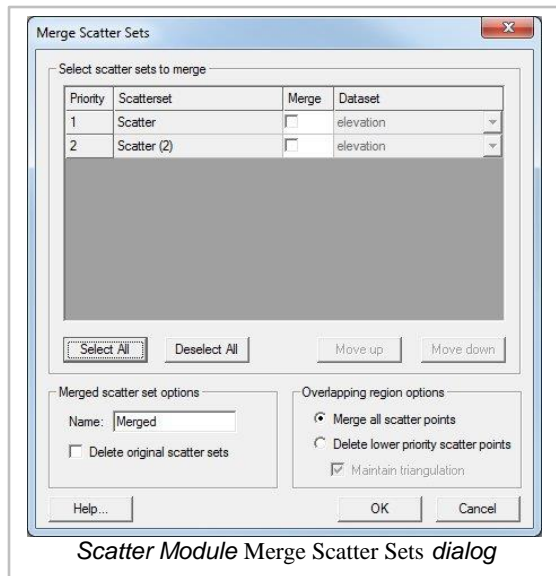 Merge Scatter Sets
Select scatter sets to merge
Priority Scatterset Merge Dataset
1 Scatter elevation
2 Scatter (2) elevation
Select All Deselect All Move up Move down
Merged scatter set options
Name: Merged
Delete original scatter sets
Overlapping region options
Merge all scatter points
Delete lower priority scatter points
Maintain triangulation
Help... OK Cancel
Scatter Module Merge Scatter Sets dialog